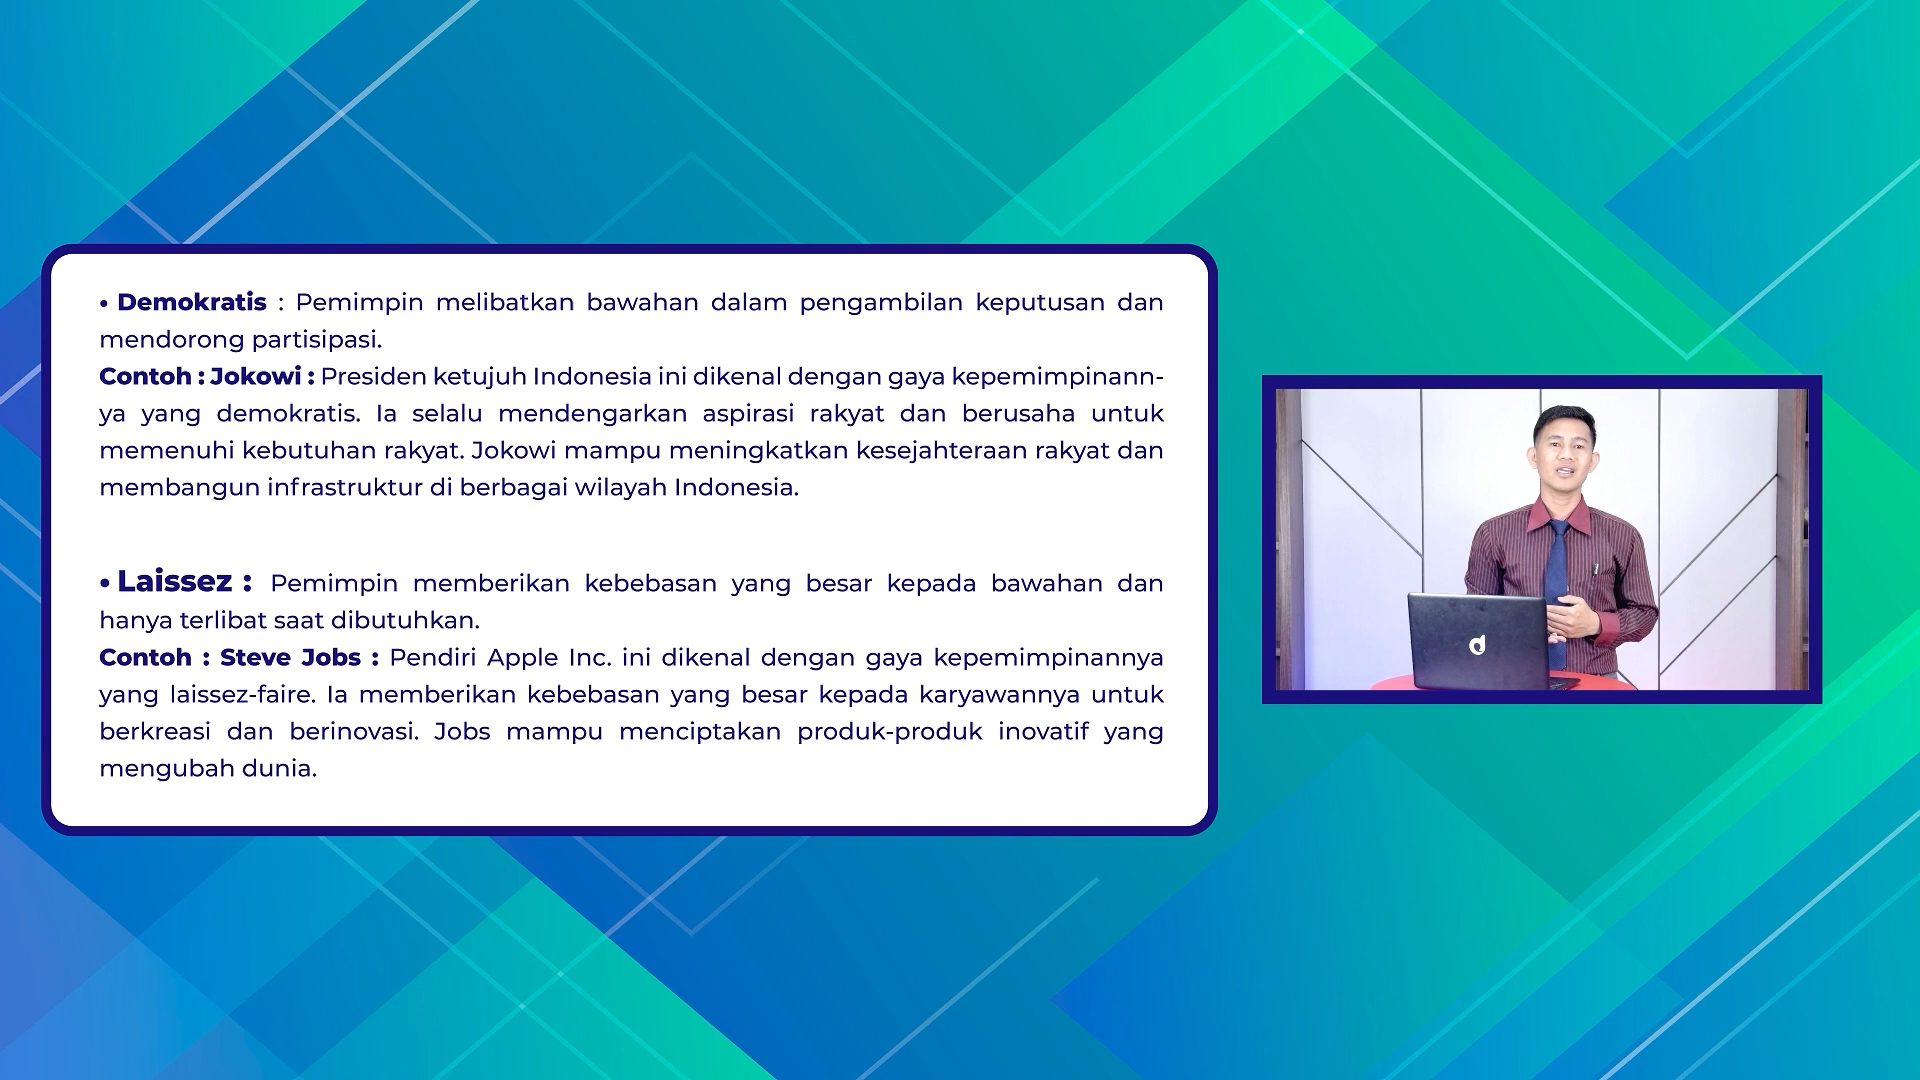 • Demokratis : Pemimpin melibatkan bawahan dalam pengambilan keputusan dan
mendorong partisipasi.
Contoh : Jokowi : Presiden ketujuh Indonesia ini dikenal dengan gaya kepemimpinann-
ya yang demokratis. Ia selalu mendengarkan aspirasi rakyat dan berusaha untuk
memenuhi kebutuhan rakyat. Jokowi mampu meningkatkan kesejahteraan rakyat dan
membangun infrastruktur di berbagai wilayah Indonesia.
• Laissez : Pemimpin memberikan kebebasan yang besar kepada bawahan dan
hanya terlibat saat dibutuhkan.
Contoh : Steve Jobs : Pendiri Apple Inc. ini dikenal dengan gaya kepemimpinannya
yang laissez-faire. Ia memberikan kebebasan yang besar kepada karyawannya untuk
berkreasi dan berinovasi. Jobs mampu menciptakan produk-produk inovatif yang
mengubah dunia.